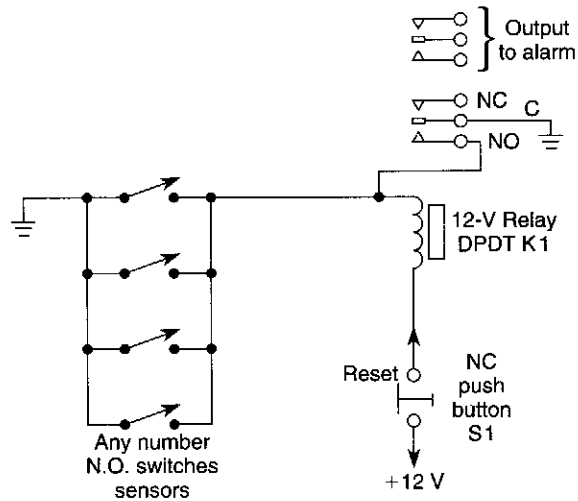 Output
to alarm
NC
C
NO
12-V Relay
DPDT K1
Reset
NC
push
button
S1
+12 V
Any number
N.O. switches
sensors